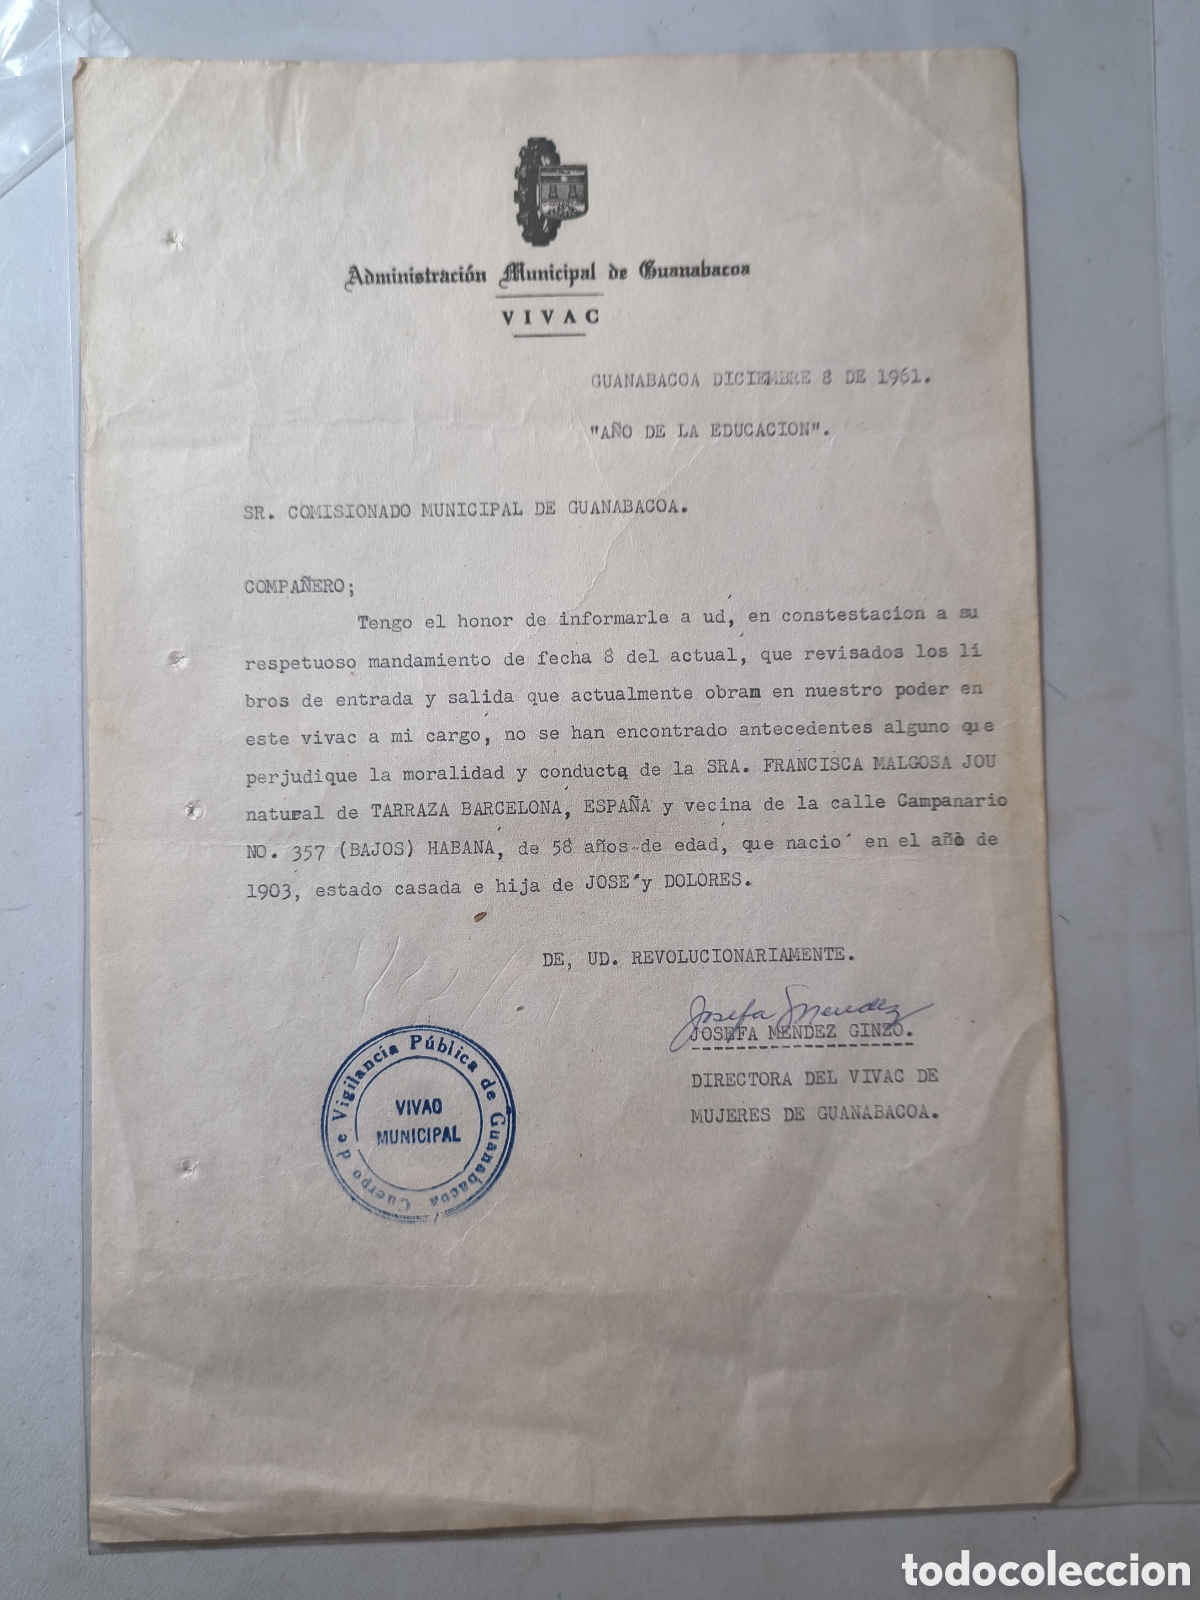 Administración Municipal de Guanabacoa
VIVAC
GUANABACOA DICIEMBRE 8 DE 1961.
"AÑO DE LA EDUCACION".
SR. COMISIONADO MUNICIPAL DE GUANABACOA.
COMPAÑERO;
Tengo el honor de informarle a ud, en constestacion a su
respetuoso mandamiento de fecha 8 del actual, que revisados los li
bros de entrada y salida que actualmente obran en nuestro poder en
este vivac a mi cargo, no se han encontrado antecedentes alguno que
perjudique la moralidad y conducta de la SRA. FRANCISCA MALGOSA JOU
natural de TARRAZA BARCELONA, ESPAÑA y vecina de la calle Campanario
NO. 357 (BAJOS) HABANA, de 58 años de edad, que nacio´ en el año de
1903, estado casada e hija de JOSE´y DOLORES.
DE, UD. REVOLUCIONARIAMENTE.
Josefa Mendez
JOSEFA MENDEZ GINZO.
DIRECTORA DEL VIVAC DE
MUJERES DE GUANABACOA.
Cuerpo de Vigilancia Pública de Guanabacoa
VIVAC
MUNICIPAL
todocoleccion